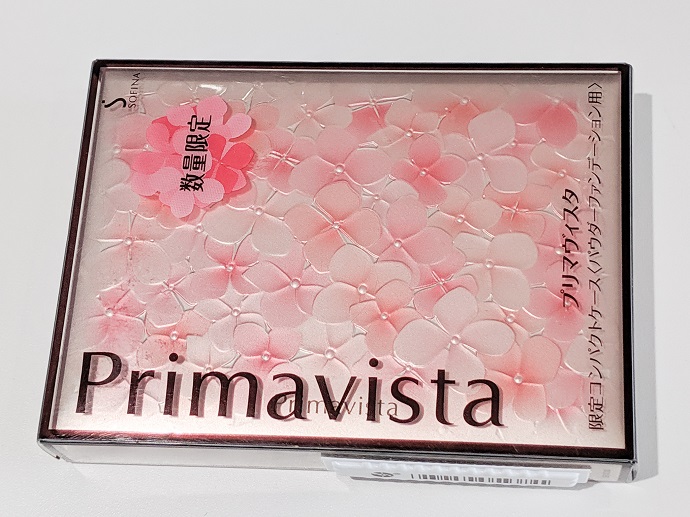 SOFINA
数量限定
プリマヴィスタ
限定コンパクトケース〈パウダーファンデーション用〉
Primavista
Primavista